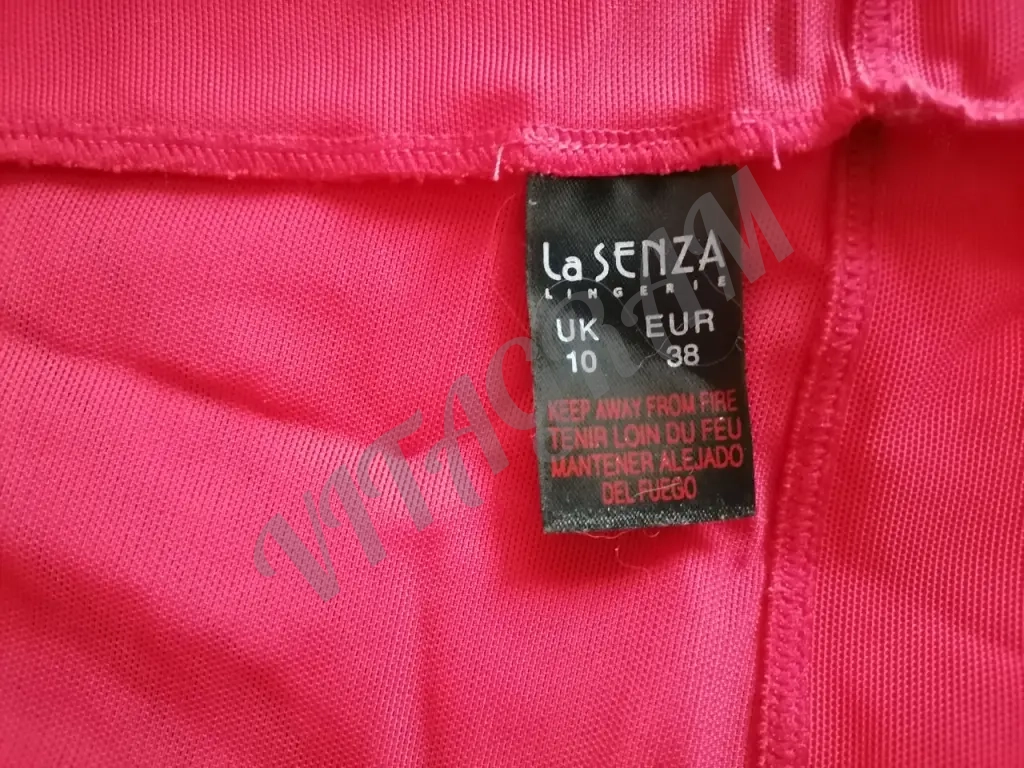 La SENZA
LINGERIE
UK EUR
10 38
KEEP AWAY FROM FIRE
TENIR LOIN DU FEU
MANTENER ALEJADO
DEL FUEGO
VITAGRAM